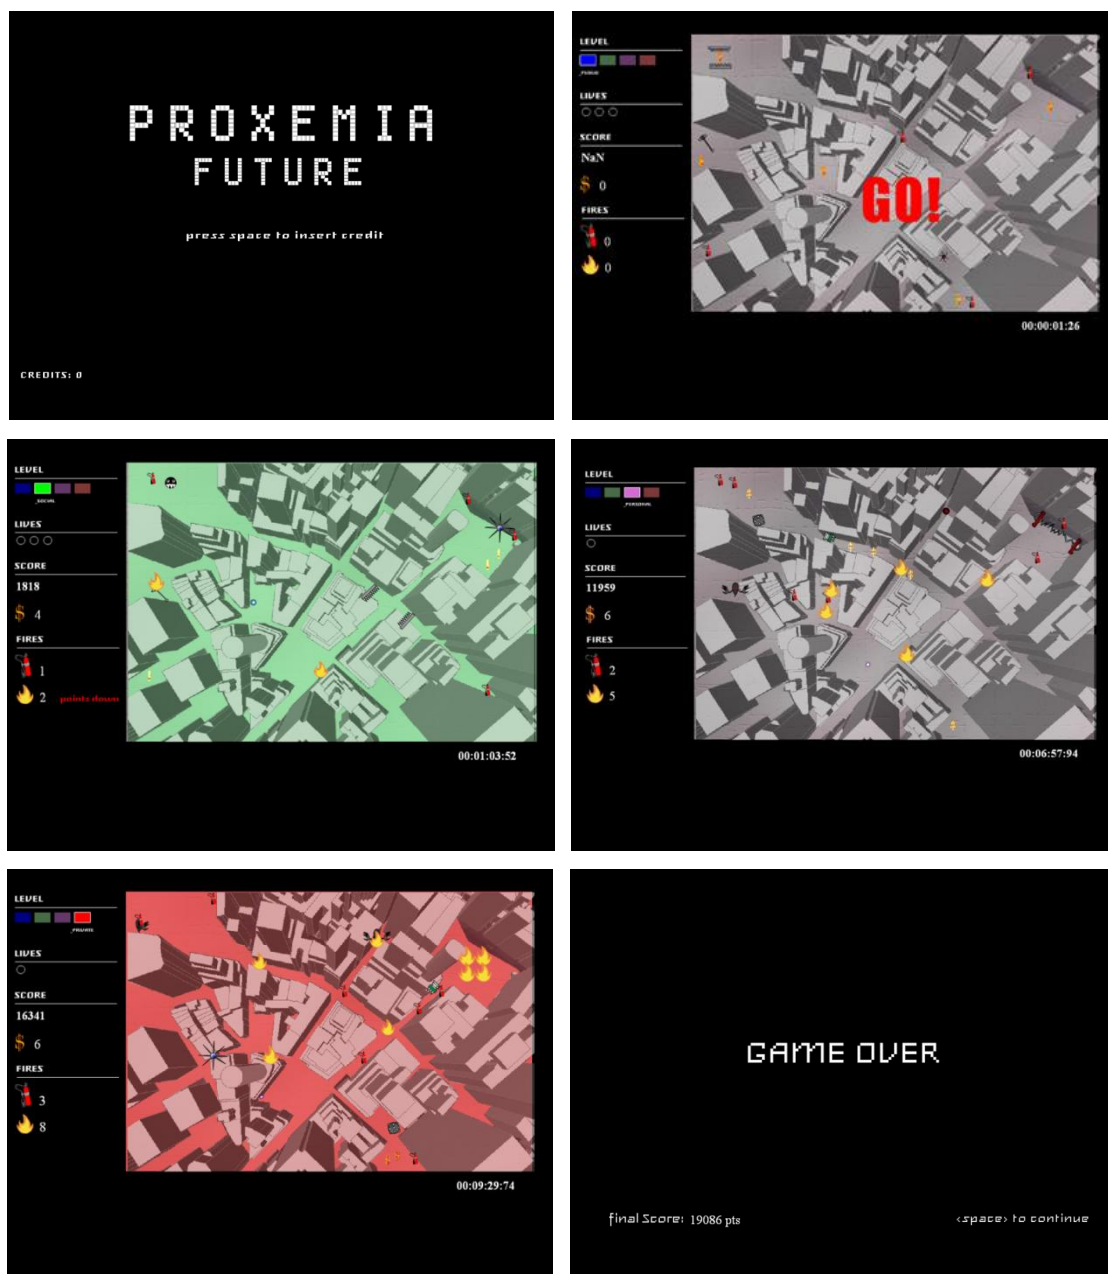 PROXEMIA
FUTURE
press space to insert credit
CREDITS: 0
LEVEL
_PUBLIC
LIVES
SCORE
NaN
$ 0
FIRES
0
0
GO!
00:00:01:26
LEVEL
_SOCIAL
LIVES
SCORE
1818
$ 4
FIRES
1
2 points down
00:01:03:52
LEVEL
_PERSONAL
LIVES
SCORE
11959
$ 6
FIRES
2
5
00:06:57:94
LEVEL
_PRIVATE
LIVES
SCORE
16341
$ 6
FIRES
3
8
00:09:29:74
GAME OVER
final Score: 19086 pts
<space> to continue